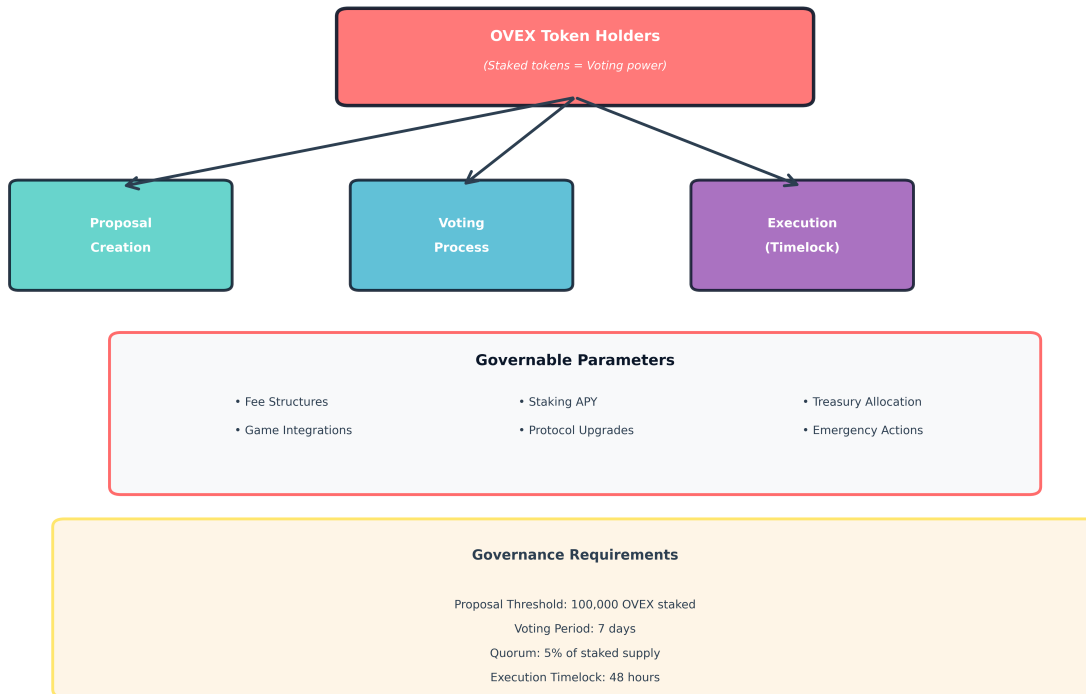 OVEX Token Holders
(Staked tokens = Voting power)
Proposal
Creation
Voting
Process
Execution
(Timelock)
Governable Parameters
• Fee Structures
• Staking APY
• Treasury Allocation
• Game Integrations
• Protocol Upgrades
• Emergency Actions
Governance Requirements
Proposal Threshold: 100,000 OVEX staked
Voting Period: 7 days
Quorum: 5% of staked supply
Execution Timelock: 48 hours